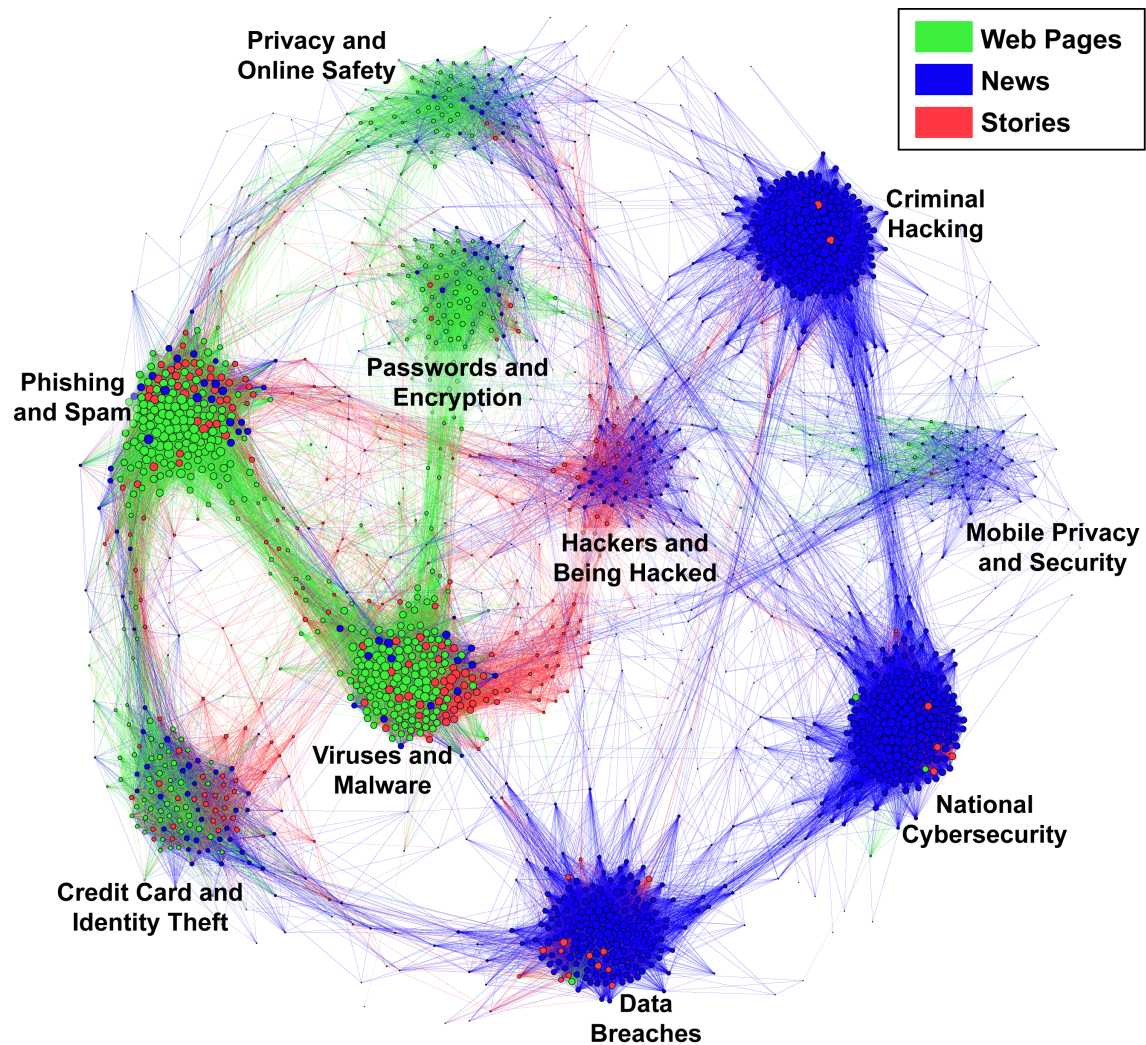 Privacy and
Online Safety
Web Pages
News
Stories
Criminal
Hacking
Passwords and
Encryption
Phishing
and Spam
Hackers and
Being Hacked
Mobile Privacy
and Security
Viruses and
Malware
National
Cybersecurity
Credit Card and
Identity Theft
Data
Breaches